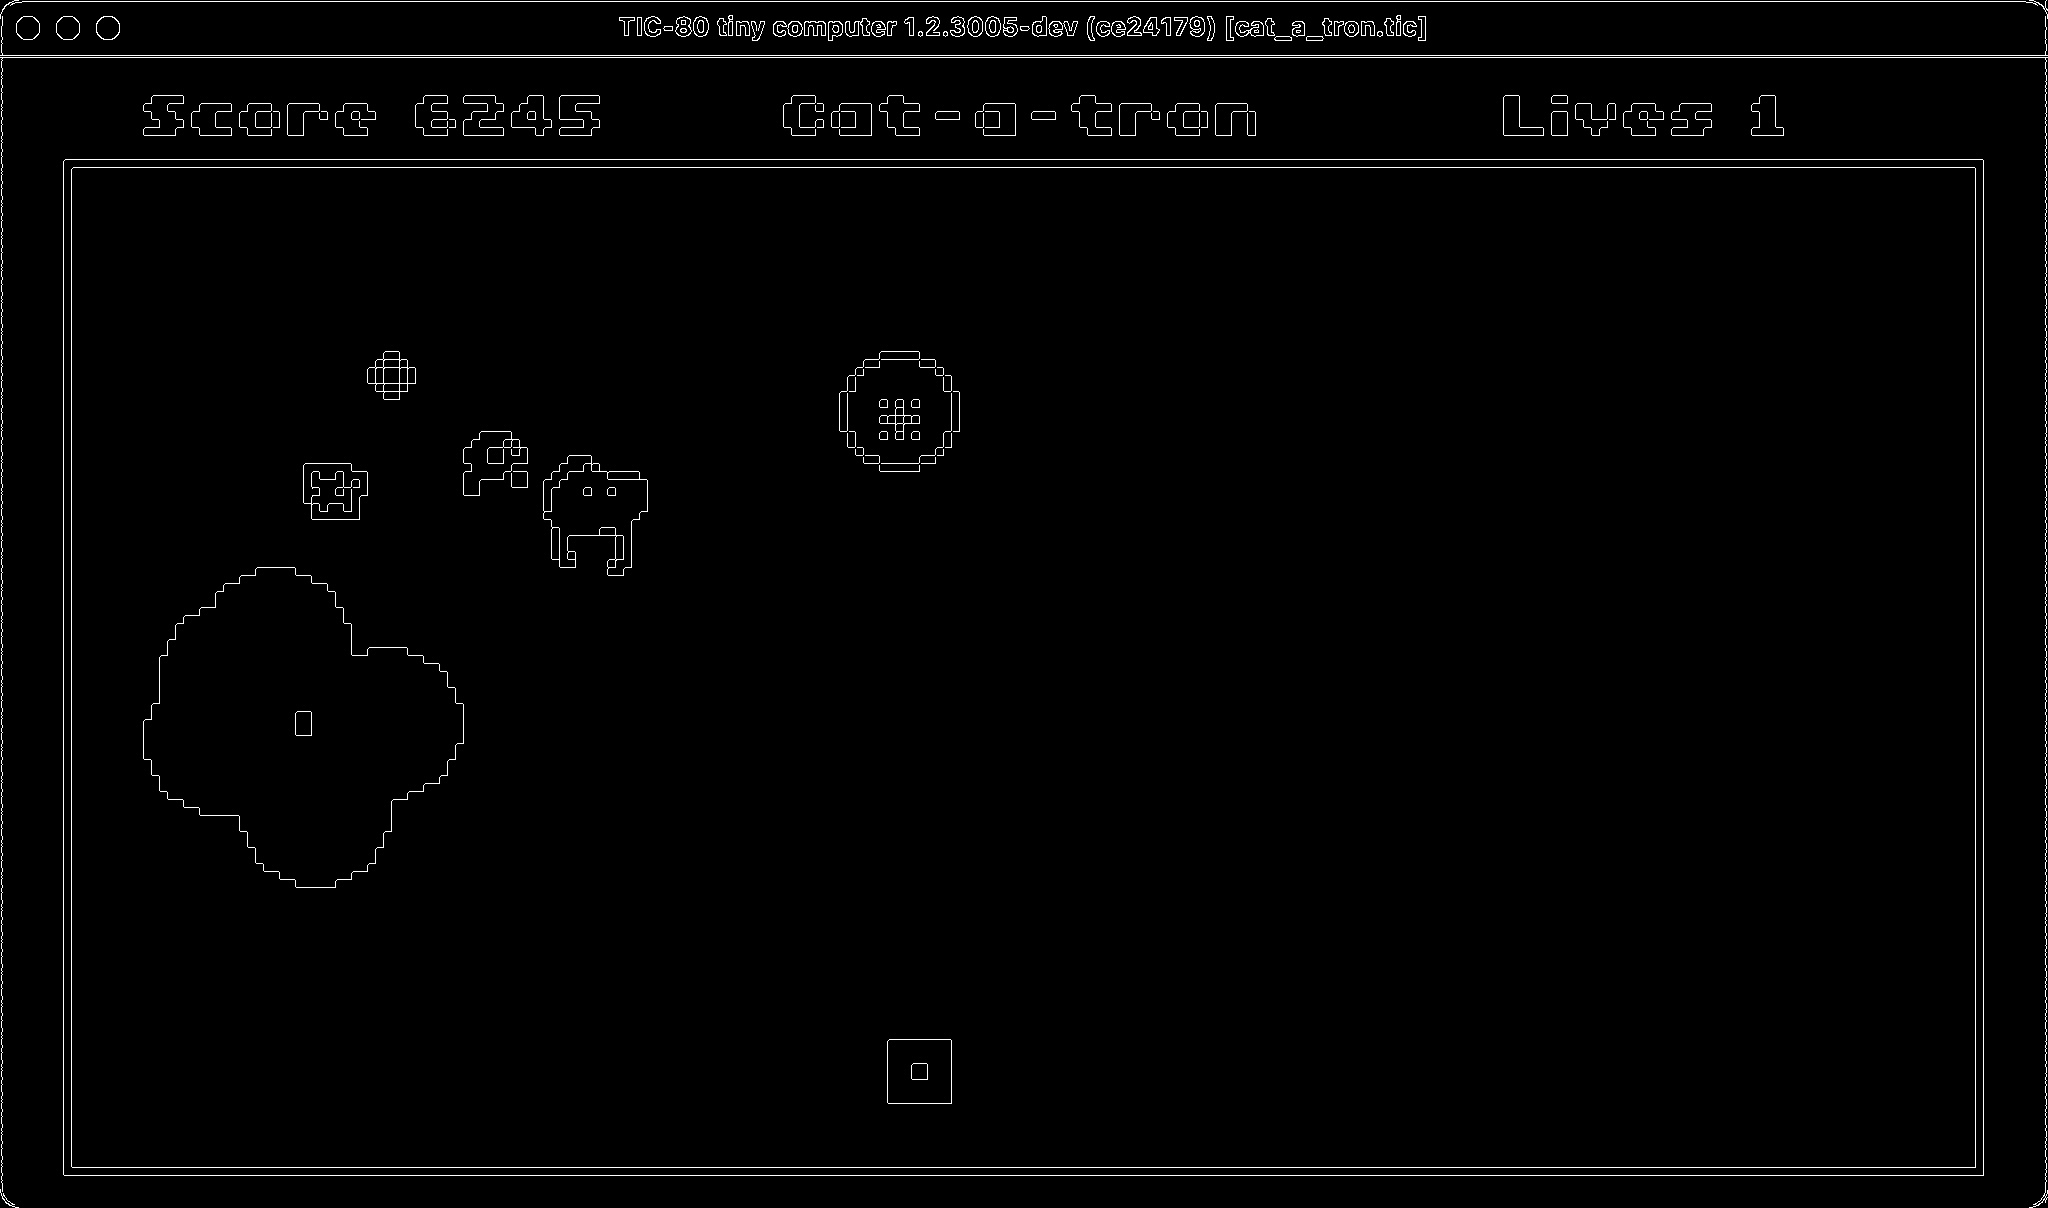 TIC-80 tiny computer 1.2.3005-dev (ce24179) [cat_a_tron.tic]
Score 6245 Cat-a-tron Lives 1